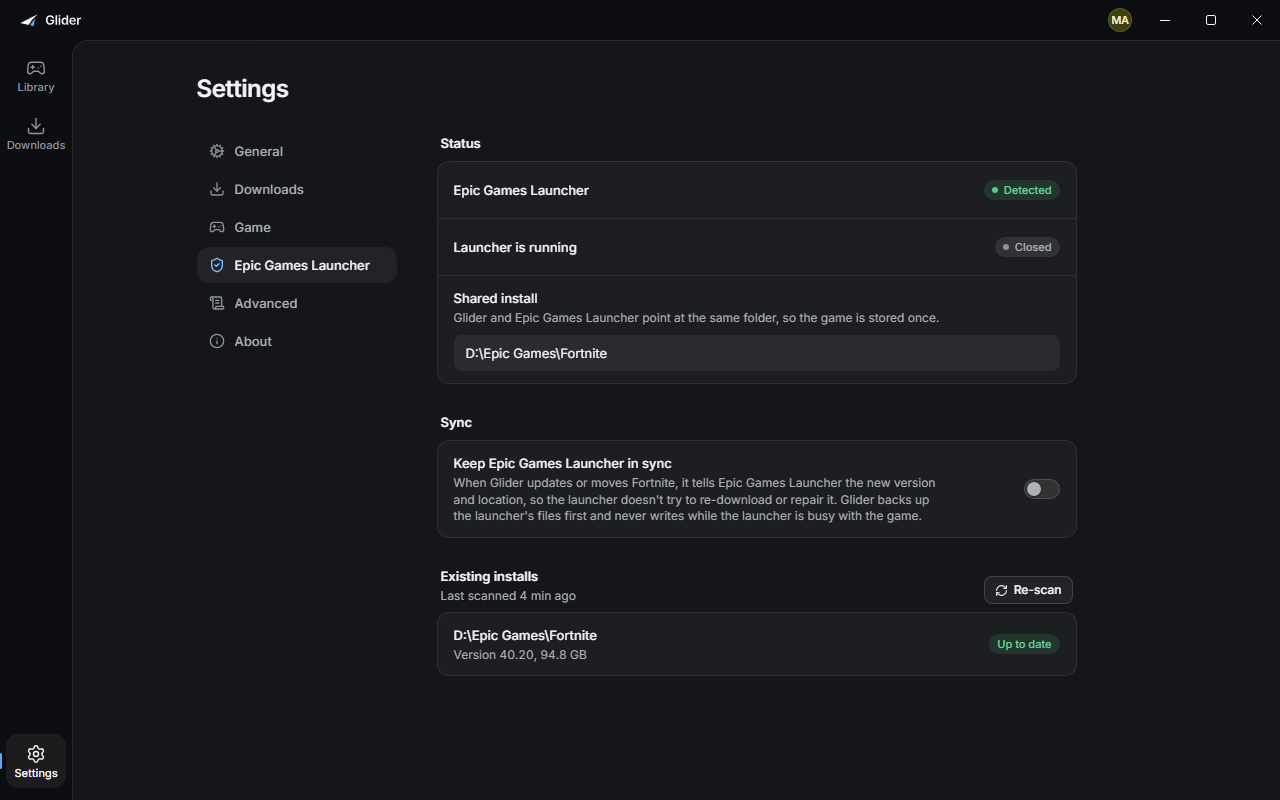 Glider
MA
Library
Downloads
Settings
General
Downloads
Game
Epic Games Launcher
Advanced
About
Status
Epic Games Launcher
Detected
Launcher is running
Closed
Shared install
Glider and Epic Games Launcher point at the same folder, so the game is stored once.
D:\Epic Games\Fortnite
Sync
Keep Epic Games Launcher in sync
When Glider updates or moves Fortnite, it tells Epic Games Launcher the new version
and location, so the launcher doesn't try to re-download or repair it. Glider backs up
the launcher's files first and never writes while the launcher is busy with the game.
Existing installs
Last scanned 4 min ago
Re-scan
D:\Epic Games\Fortnite
Version 40.20, 94.8 GB
Up to date
Settings